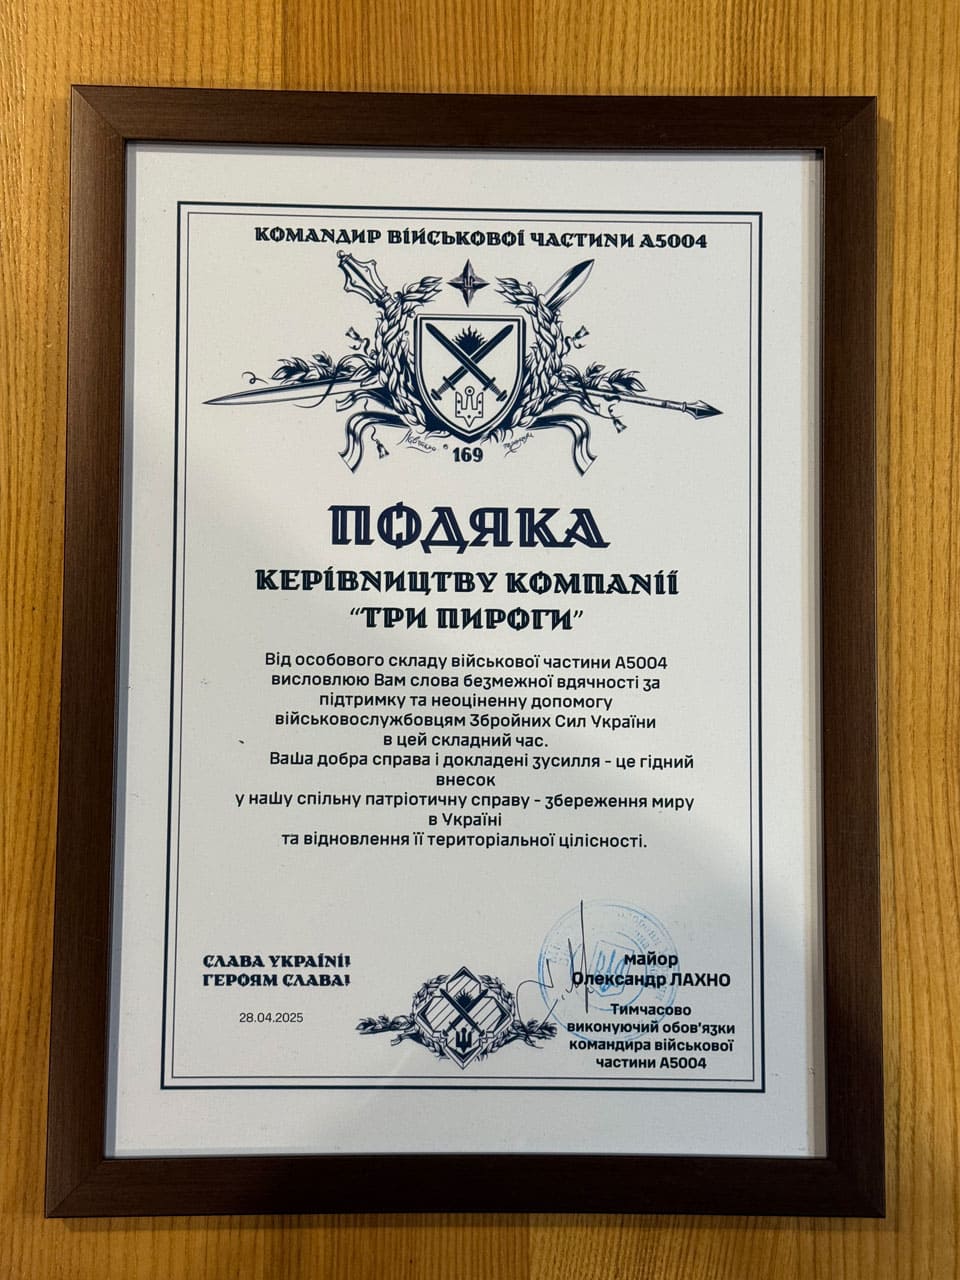 КОМАНДИР ВІЙСЬКОВОЇ ЧАСТИНИ А5004
169
ПОДЯКА
КЕРІВНИЦТВУ КОМПАНІЇ
“ТРИ ПИРОГИ”
Від особового складу військової частини А5004
висловлюю Вам слова безмежної вдячності за
підтримку та неоціненну допомогу
військовослужбовцям Збройних Сил України
в цей складний час.
Ваша добра справа і докладені зусилля - це гідний
внесок
у нашу спільну патріотичну справу - збереження миру
в Україні
та відновлення її територіальної цілісності.
СЛАВА УКРАЇНІ!
ГЕРОЯМ СЛАВА!
28.04.2025
майор
Олександр ЛАХНО
Тимчасово
виконуючий обов'язки
командира військової
частини А5004